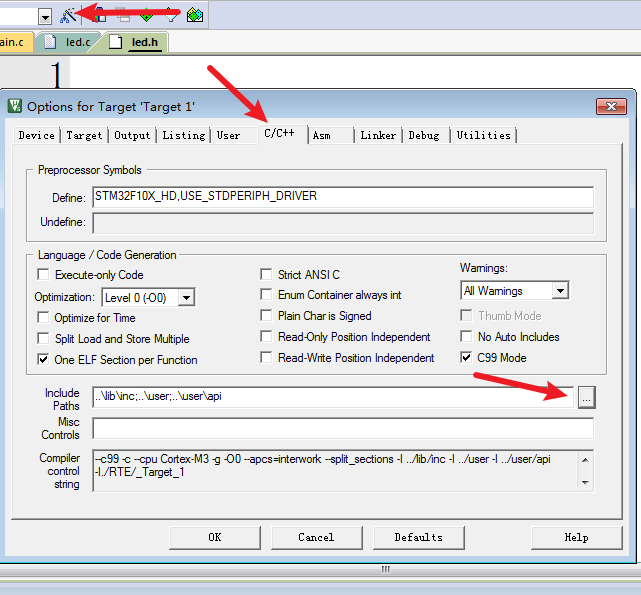 ain.c led.c led.h
1
Options for Target 'Target 1'
Device Target Output Listing User C/C++ Asm Linker Debug Utilities
Preprocessor Symbols
Define: STM32F10X_HD,USE_STDPERIPH_DRIVER
Undefine:
Language / Code Generation
Execute-only Code Strict ANSI C Warnings:
Optimization: Level 0 (-O0) Enum Container always int All Warnings
Optimize for Time Plain Char is Signed Thumb Mode
Split Load and Store Multiple Read-Only Position Independent No Auto Includes
One ELF Section per Function Read-Write Position Independent C99 Mode
Include
Paths
..\lib\inc;..\user;..\user\api ...
Misc
Controls
Compiler
control
string
--c99 -c --cpu Cortex-M3 -g -O0 --apcs=interwork --split_sections -I ../lib/inc -I ../user -I ../user/api
-I./RTE/_Target_1
OK Cancel Defaults Help